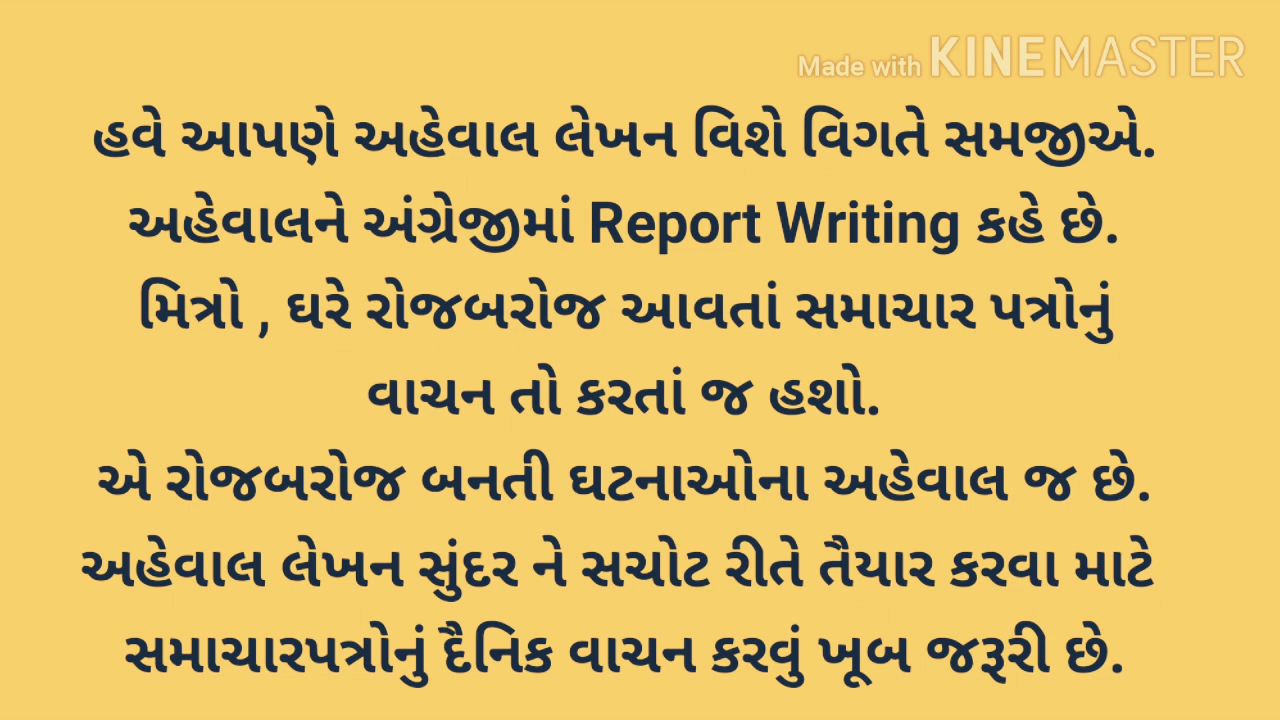 Made with KINEMASTER
હવે આપણે અહેવાલ લેખન વિશે વિગતે સમજીએ.
અહેવાલને અંગ્રેજીમાં Report Writing કહે છે.
મિત્રો , ઘરે રોજબરોજ આવતાં સમાચાર પત્રોનું
વાચન તો કરતાં જ હશો.
એ રોજબરોજ બનતી ઘટનાઓના અહેવાલ જ છે.
અહેવાલ લેખન સુંદર ને સચોટ રીતે તૈયાર કરવા માટે
સમાચારપત્રોનું દૈનિક વાચન કરવું ખૂબ જરૂરી છે.